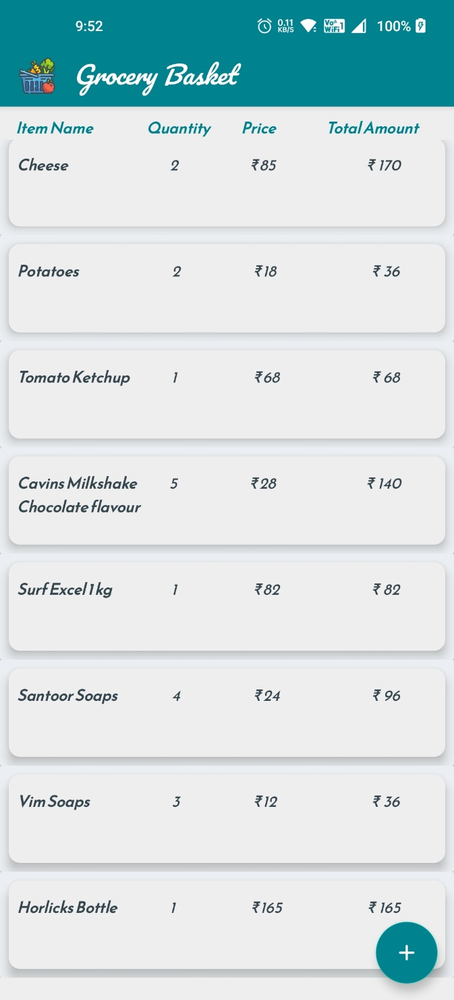 9:52 0.11 KB/S Vo WiFi 1 100%
Grocery Basket
Item Name Quantity Price Total Amount
Cheese 2 ₹85 ₹ 170
Potatoes 2 ₹18 ₹ 36
Tomato Ketchup 1 ₹68 ₹ 68
Cavins Milkshake 5 ₹28 ₹ 140
Chocolate flavour
Surf Excel 1 kg 1 ₹82 ₹ 82
Santoor Soaps 4 ₹24 ₹ 96
Vim Soaps 3 ₹12 ₹ 36
Horlicks Bottle 1 ₹165 ₹ 165
+